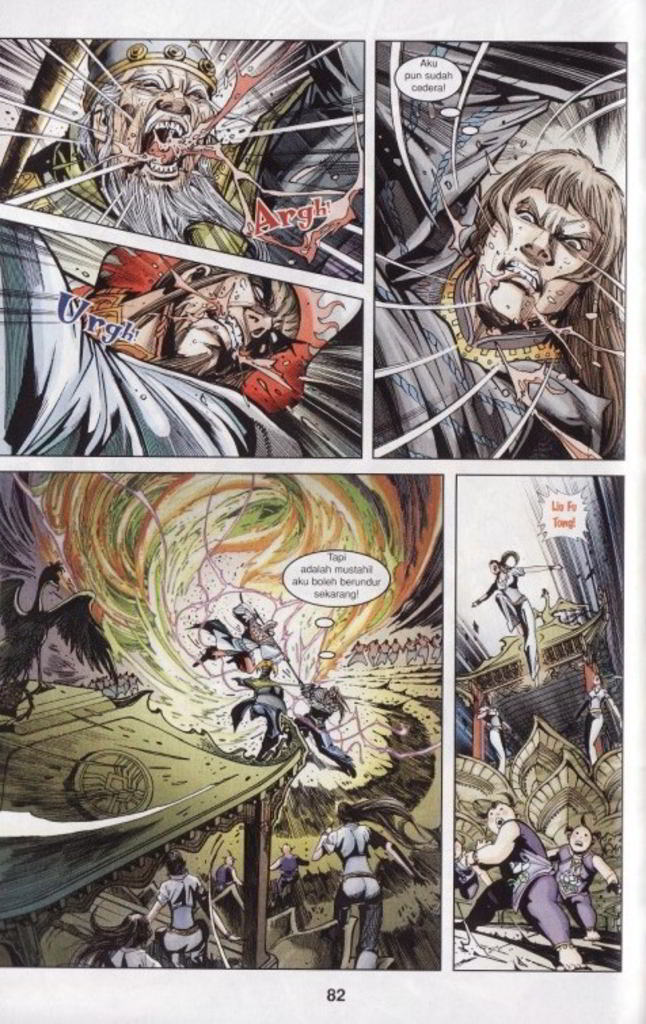 Argh!
Urgh!
Aku
pun sudah
cedera!
Tapi
adalah mustahil
aku boleh berundur
sekarang!
Liu Fu
Tong!
82